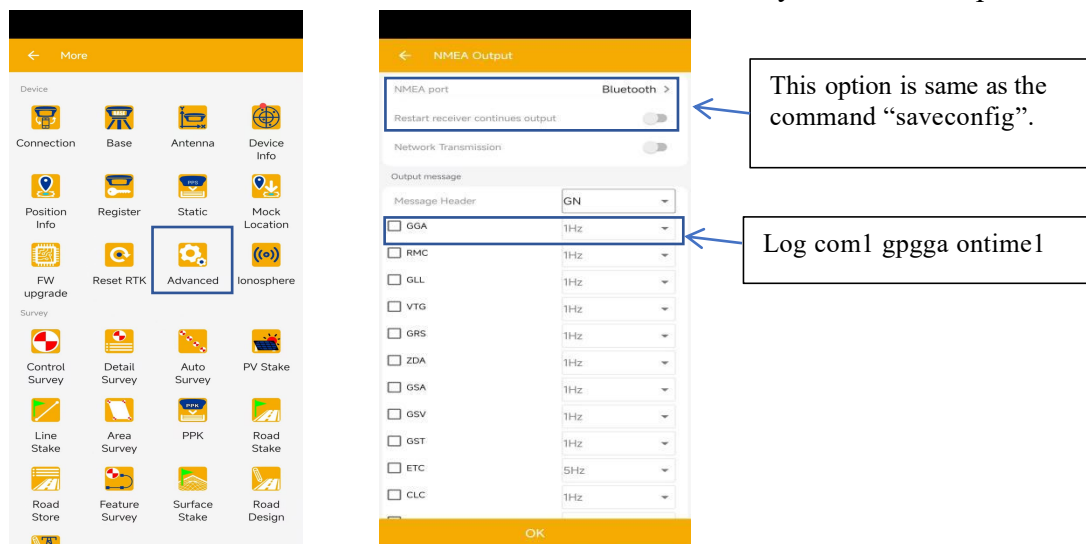 More
Device
Connection
Base
Antenna
Device
Info
Position
Info
Register
Static
Mock
Location
FW
upgrade
Reset RTK
Advanced
Ionosphere
Survey
Control
Survey
Detail
Survey
Auto
Survey
PV Stake
Line
Stake
Area
Survey
PPK
PPK
Road
Stake
Road
Store
Feature
Survey
Surface
Stake
Road
Design
NMEA Output
NMEA port Bluetooth >
Restart receiver continues output
Network Transmission
Output message
Message Header GN
GGA 1Hz
RMC 1Hz
GLL 1Hz
VTG 1Hz
GRS 1Hz
ZDA 1Hz
GSA 1Hz
GSV 1Hz
GST 1Hz
ETC 5Hz
CLC 1Hz
OK
This option is same as the
command “saveconfig”.
Log com1 gpgga ontime1